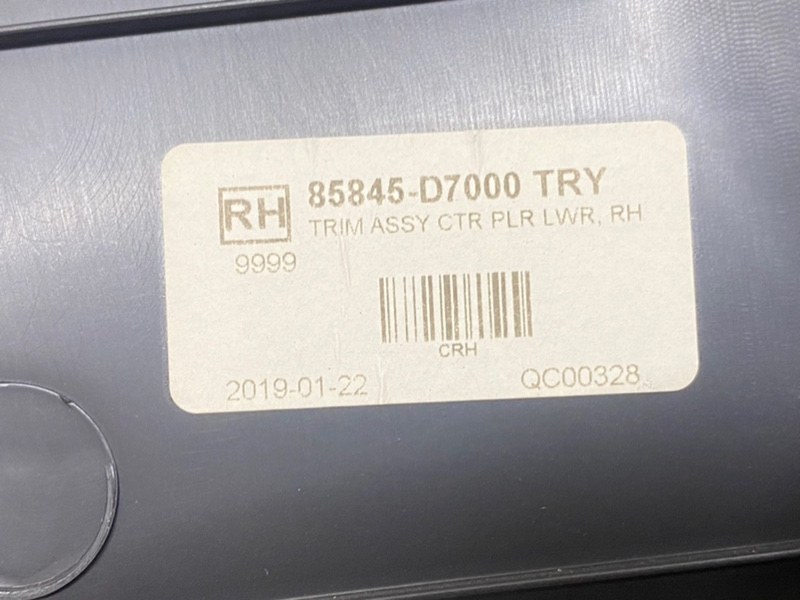 85845-D7000 TRY
RH
TRIM ASSY CTR PLR LWR, RH
9999
CRH
2019-01-22
QC00328